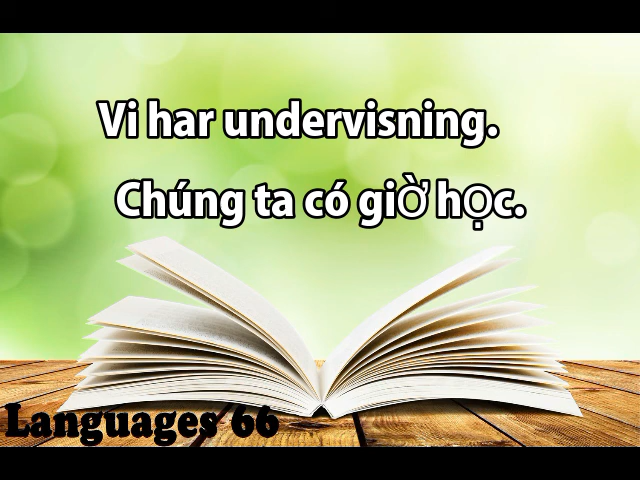 Vi har undervisning.
Chúng ta có giờ học.
Languages 66